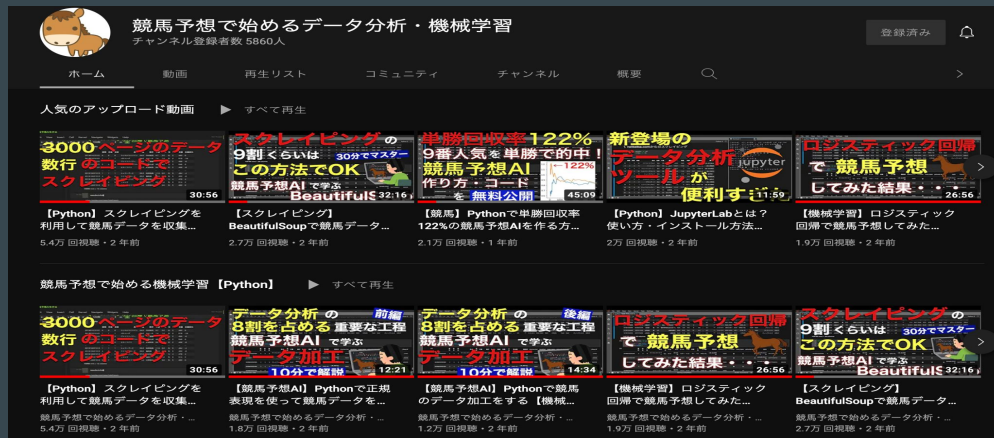 競馬予想で始めるデータ分析・機械学習
チャンネル登録者数 5860人
登録済み
ホーム 動画 再生リスト コミュニティ チャンネル 概要
人気のアップロード動画 ▶ すべて再生
3000ページのデータ
数行のコードで
スクレイピング
30:56
スクレイピングの
9割くらいは 30分でマスター
この方法でOK
競馬予想AIで学ぶ
BeautifulS
32:16
単勝回収率122%
9番人気を単勝で的中!
競馬予想AI
122%
作り方・コード
を無料公開
45:09
新登場の
データ分析
jupyter
ツールが
便利すぎる
11:59
ロジスティック回帰
で競馬予想
してみた結果・・・
26:56
【Python】スクレイピングを
利用して競馬データを収集...
5.4万 回視聴・2 年前
【スクレイピング】
BeautifulSoupで競馬データ...
2.7万 回視聴・2 年前
【競馬】Pythonで単勝回収率
122%の競馬予想AIを作る方...
2.1万 回視聴・1 年前
【Python】JupyterLabとは?
使い方・インストール方法...
2万 回視聴・2 年前
【機械学習】ロジスティック
回帰で競馬予想してみた...
1.9万 回視聴・2 年前
競馬予想で始める機械学習【Python】 ▶ すべて再生
3000ページのデータ
数行のコードで
スクレイピング
30:56
データ分析の 前編
8割を占める重要な工程
競馬予想AIで学ぶ
データ加工
10分で解説
12:21
データ分析の 後編
8割を占める重要な工程
競馬予想AIで学ぶ
データ加工
10分で解説
14:34
ロジスティック回帰
で競馬予想
してみた結果・・・
26:56
スクレイピングの
9割くらいは 30分でマスター
この方法でOK
競馬予想AIで学ぶ
BeautifulS
32:16
【Python】スクレイピングを
利用して競馬データを収集...
競馬予想で始めるデータ分析・...
5.4万 回視聴・2 年前
【競馬予想AI】Pythonで正規
表現を使って競馬データを...
競馬予想で始めるデータ分析・...
1.8万 回視聴・2 年前
【競馬予想AI】Pythonで競馬
のデータ加工をする【機械...
競馬予想で始めるデータ分析・...
1.2万 回視聴・2 年前
【機械学習】ロジスティック
回帰で競馬予想してみた...
競馬予想で始めるデータ分析・...
1.9万 回視聴・2 年前
【スクレイピング】
BeautifulSoupで競馬データ...
競馬予想で始めるデータ分析・...
2.7万 回視聴・2 年前